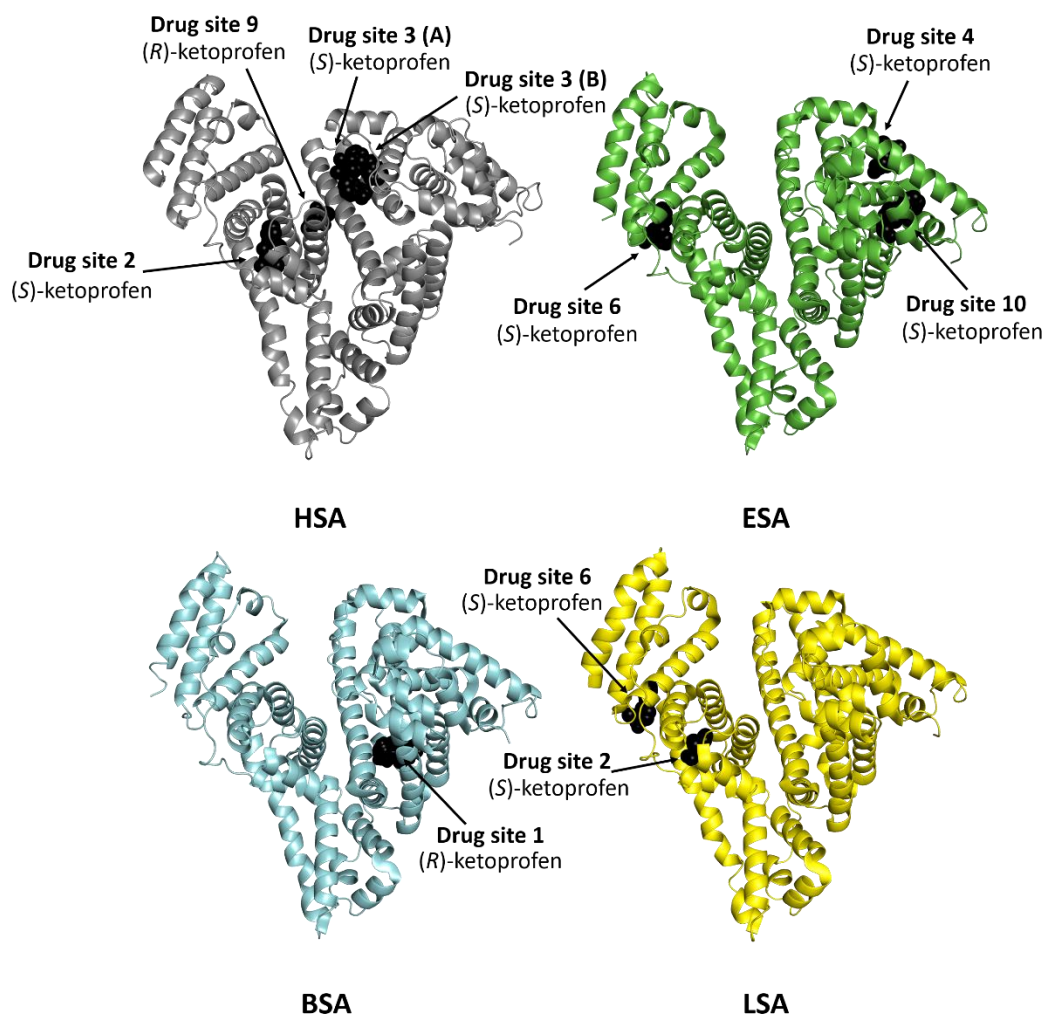 Drug site 9
(R)-ketoprofen
Drug site 3 (A)
(S)-ketoprofen
Drug site 3 (B)
(S)-ketoprofen
Drug site 2
(S)-ketoprofen
HSA
Drug site 4
(S)-ketoprofen
Drug site 6
(S)-ketoprofen
Drug site 10
(S)-ketoprofen
ESA
Drug site 1
(R)-ketoprofen
BSA
Drug site 6
(S)-ketoprofen
Drug site 2
(S)-ketoprofen
LSA